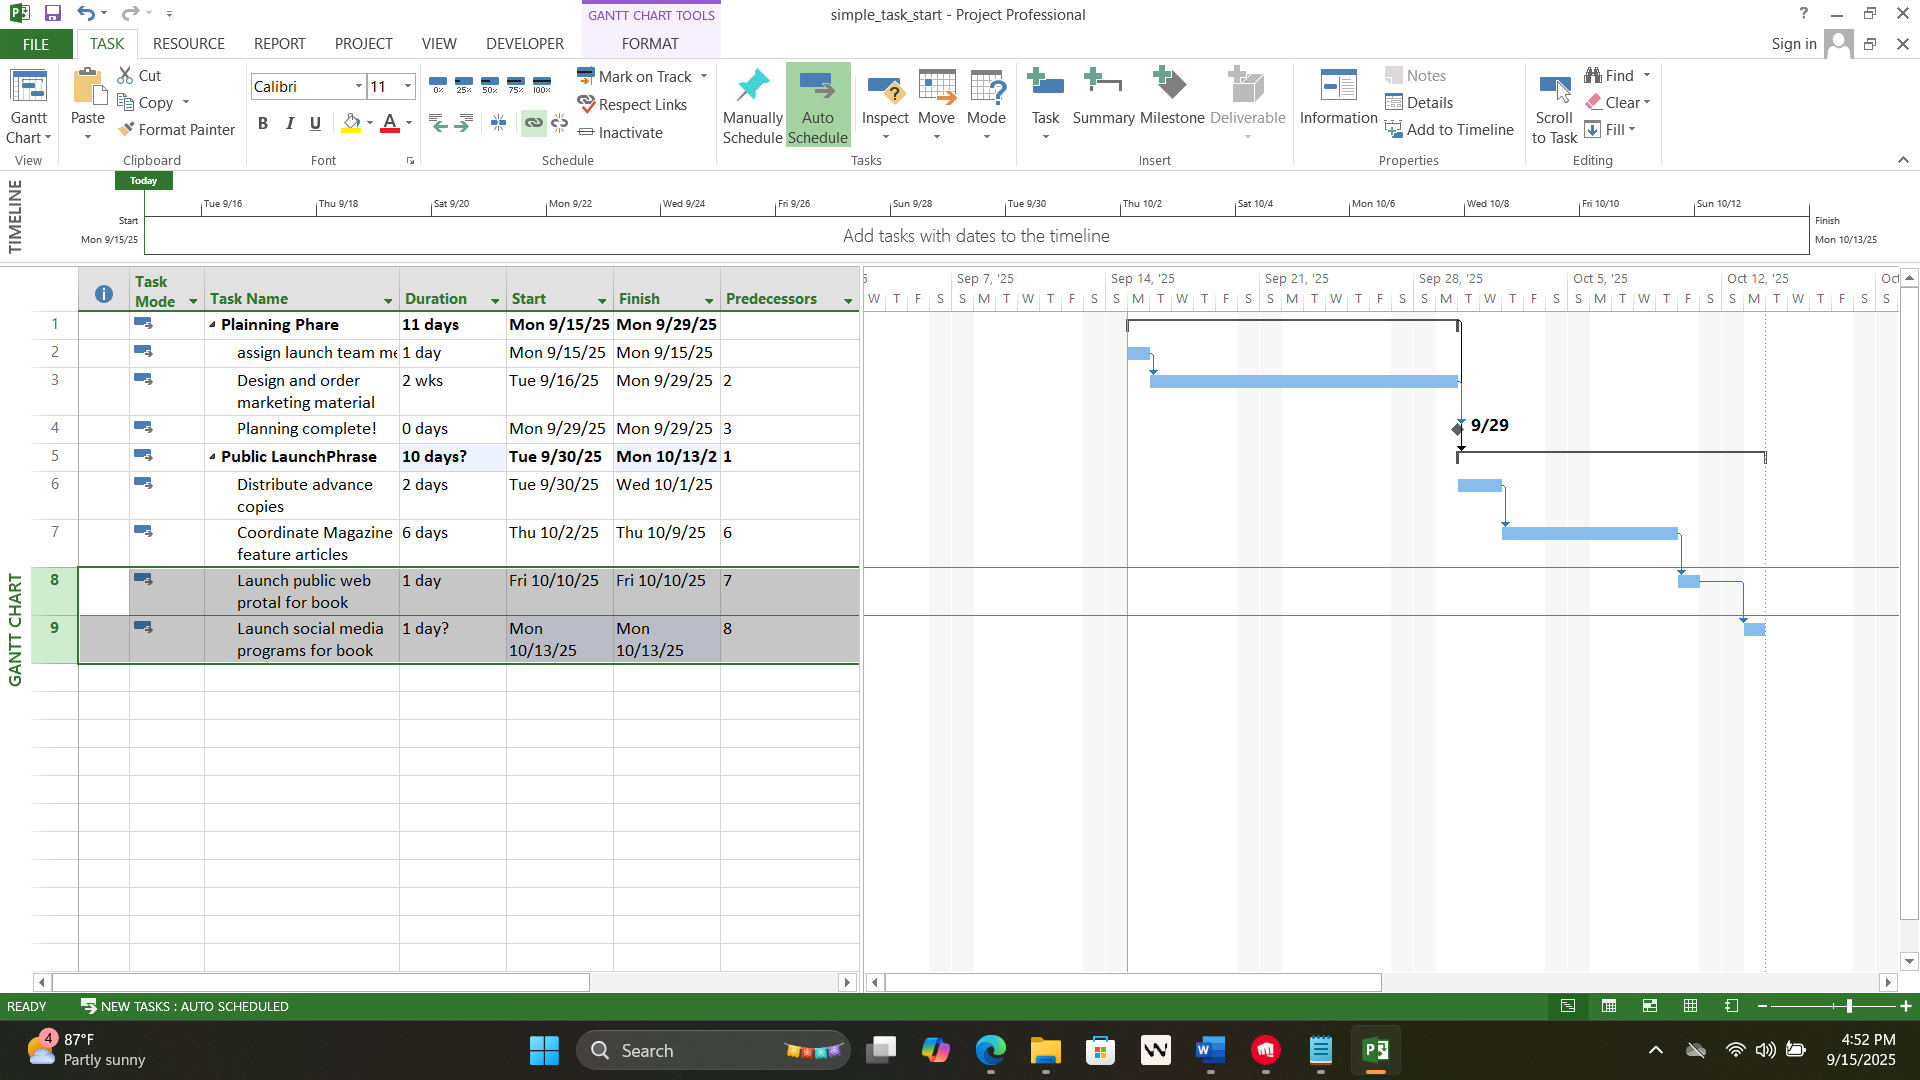 GANTT CHART TOOLS
simple_task_start - Project Professional
FILE TASK RESOURCE REPORT PROJECT VIEW DEVELOPER FORMAT
Sign in
Gantt Chart
View
Paste
Cut
Copy
Format Painter
Clipboard
Calibri 11
B I U A
Font
0% 25% 50% 75% 100%
Mark on Track
Respect Links
Inactivate
Schedule
Manually Schedule
Auto Schedule
Inspect
Move
Mode
Tasks
Task
Summary
Milestone
Deliverable
Insert
Information
Notes
Details
Add to Timeline
Properties
Scroll to Task
Find
Clear
Fill
Editing
TIMELINE
Today
Tue 9/16 Thu 9/18 Sat 9/20 Mon 9/22 Wed 9/24 Fri 9/26 Sun 9/28 Tue 9/30 Thu 10/2 Sat 10/4 Mon 10/6 Wed 10/8 Fri 10/10 Sun 10/12
Start
Mon 9/15/25
Add tasks with dates to the timeline
Finish
Mon 10/13/25
GANTT CHART
Task Mode Task Name Duration Start Finish Predecessors
1 Plainning Phare 11 days Mon 9/15/25 Mon 9/29/25
2 assign launch team me 1 day Mon 9/15/25 Mon 9/15/25
3 Design and order marketing material 2 wks Tue 9/16/25 Mon 9/29/25 2
4 Planning complete! 0 days Mon 9/29/25 Mon 9/29/25 3
5 Public LaunchPhrase 10 days? Tue 9/30/25 Mon 10/13/2 1
6 Distribute advance copies 2 days Tue 9/30/25 Wed 10/1/25
7 Coordinate Magazine feature articles 6 days Thu 10/2/25 Thu 10/9/25 6
8 Launch public web protal for book 1 day Fri 10/10/25 Fri 10/10/25 7
9 Launch social media programs for book 1 day? Mon 10/13/25 Mon 10/13/25 8
Sep 7, '25 Sep 14, '25 Sep 21, '25 Sep 28, '25 Oct 5, '25 Oct 12, '25 Oct
W T F S S M T W T F S S M T W T F S S M T W T F S S M T W T F S S M T W T F S S M T W T F S S
9/29
READY NEW TASKS : AUTO SCHEDULED
4
87°F
Partly sunny
Search
4:52 PM
9/15/2025